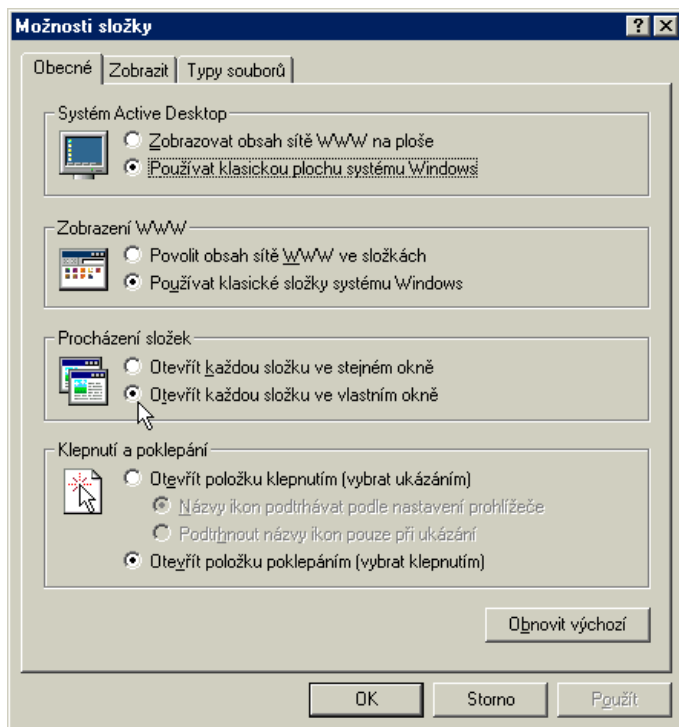 Možnosti složky
Obecné Zobrazit Typy souborů
Systém Active Desktop
Zobrazovat obsah sítě WWW na ploše
Používat klasickou plochu systému Windows
Zobrazení WWW
Povolit obsah sítě WWW ve složkách
Používat klasické složky systému Windows
Procházení složek
Otevřít každou složku ve stejném okně
Otevřít každou složku ve vlastním okně
Klepnutí a poklepání
Otevřít položku klepnutím (vybrat ukázáním)
Názvy ikon podtrhávat podle nastavení prohlížeče
Podtrhnout názvy ikon pouze při ukázání
Otevřít položku poklepáním (vybrat klepnutím)
Obnovit výchozí
OK Storno Použít